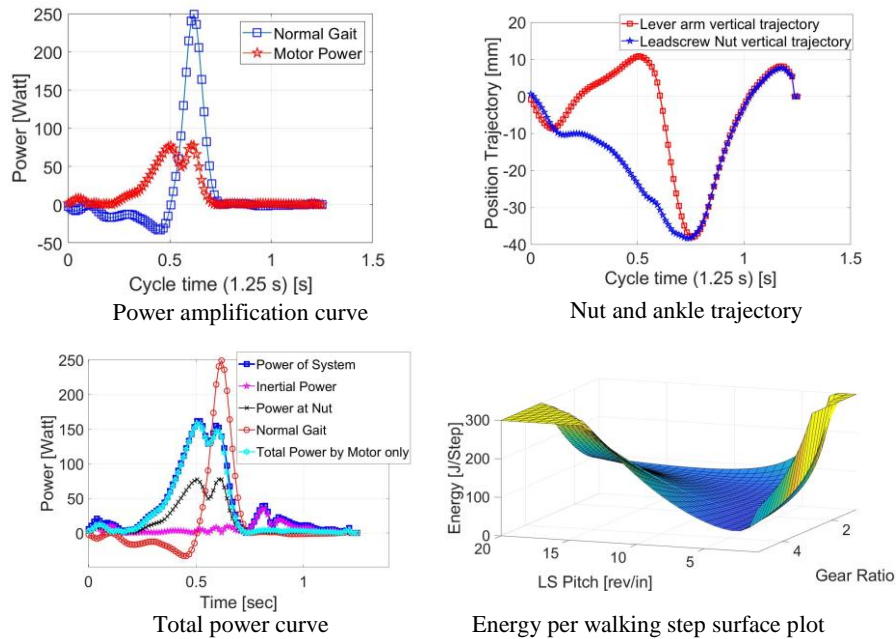 250
200
150
100
50
0
-50
Power [Watt]
Normal Gait
Motor Power
0 0.5 1 1.5
Cycle time (1.25 s) [s]
Power amplification curve
20
10
0
-10
-20
-30
-40
Position Trajectory [mm]
Lever arm vertical trajectory
Leadscrew Nut vertical trajectory
0 0.5 1 1.5
Cycle time (1.25 s) [s]
Nut and ankle trajectory
250
200
150
100
50
0
Power [Watt]
Power of System
Inertial Power
Power at Nut
Normal Gait
Total Power by Motor only
0 0.5 1
Time [sec]
Total power curve
300
200
100
0
Energy [J/Step]
20 15 10 5
LS Pitch [rev/in]
4 2
Gear Ratio
Energy per walking step surface plot